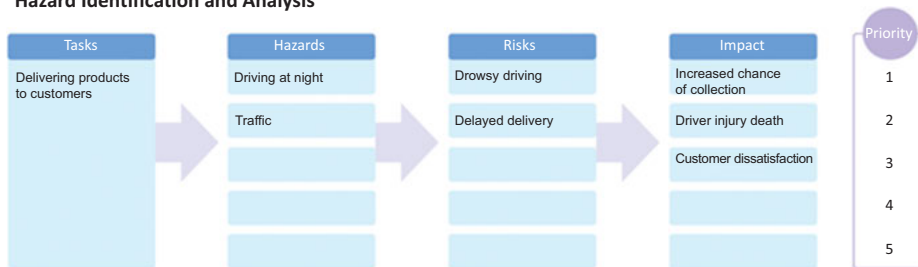 Hazard Identification and Analysis
Tasks
Hazards
Risks
Impact
Priority
Delivering products
to customers
Driving at night
Drowsy driving
Increased chance
of collection
1
Traffic
Delayed delivery
Driver injury death
2
Customer dissatisfaction
3
4
5